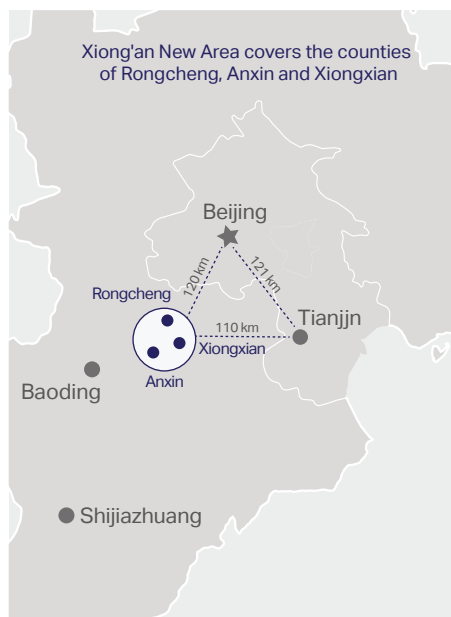 Xiong'an New Area covers the counties
of Rongcheng, Anxin and Xiongxian
Beijing
120 km
121 km
Rongcheng
Tianjjn
110 km
Xiongxian
Anxin
Baoding
Shijiazhuang